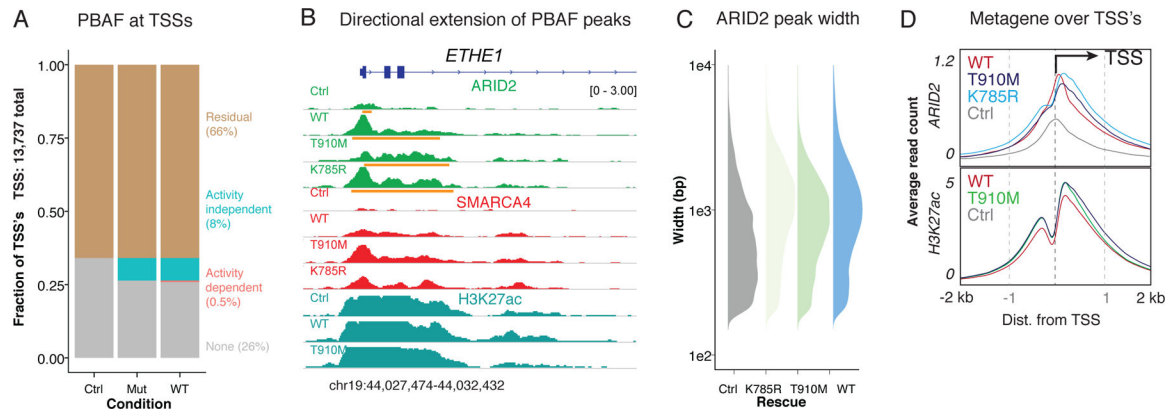 A PBAF at TSSs
Fraction of TSS's TSS: 13,737 total
1.00
0.75
0.50
0.25
0.00
Residual
(66%)
Activity
independent
(8%)
Activity
dependent
(0.5%)
None (26%)
Ctrl Mut WT
Condition
B Directional extension of PBAF peaks
ETHE1
ARID2
[0 - 3.00]
Ctrl
WT
T910M
K785R
Ctrl
SMARCA4
WT
T910M
K785R
Ctrl
H3K27ac
WT
T910M
chr19:44,027,474-44,032,432
C ARID2 peak width
Width (bp)
1e4
1e3
1e2
Ctrl K785R T910M WT
Rescue
D Metagene over TSS's
Average read count
ARID2
1.2
0
WT
T910M
K785R
Ctrl
TSS
H3K27ac
5
0
WT
T910M
Ctrl
-2 kb -1 1 2 kb
Dist. from TSS